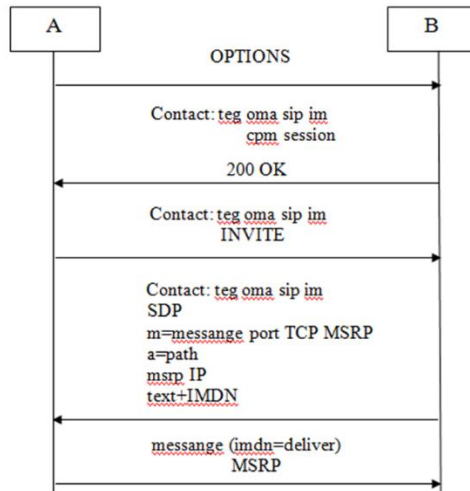 A
B
OPTIONS
Contact: teg oma sip im
cpm session
200 OK
Contact: teg oma sip im
INVITE
Contact: teg oma sip im
SDP
m=messange port TCP MSRP
a=path
msrp IP
text+IMDN
messange (imdn=deliver)
MSRP